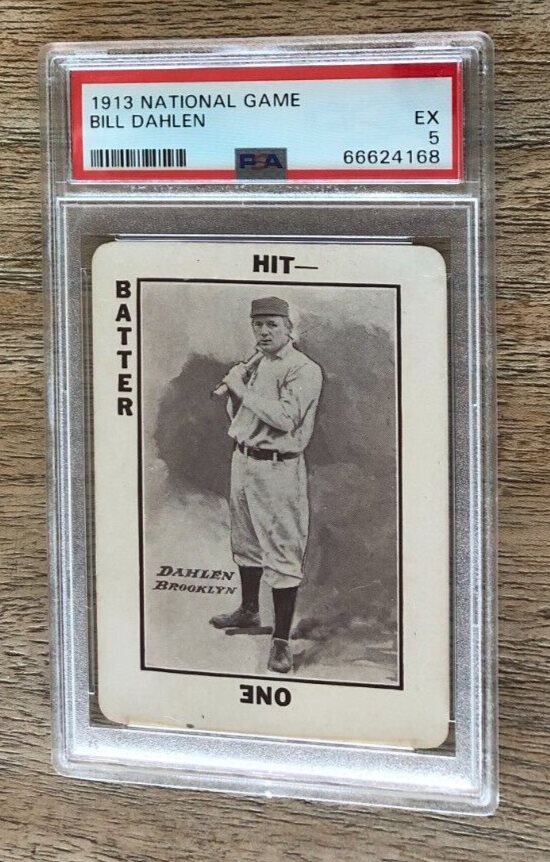 1913 NATIONAL GAME
BILL DAHLEN
EX
5
PSA
66624168
HIT—
BATTER
DAHLEN
BROOKLYN
ONE